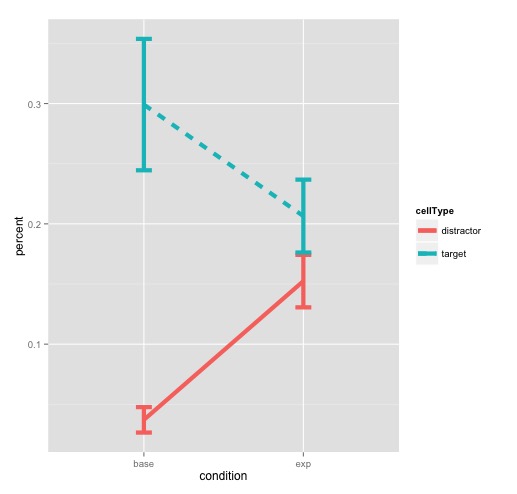 0.3
0.2
0.1
percent
base
exp
condition
cellType
distractor
target